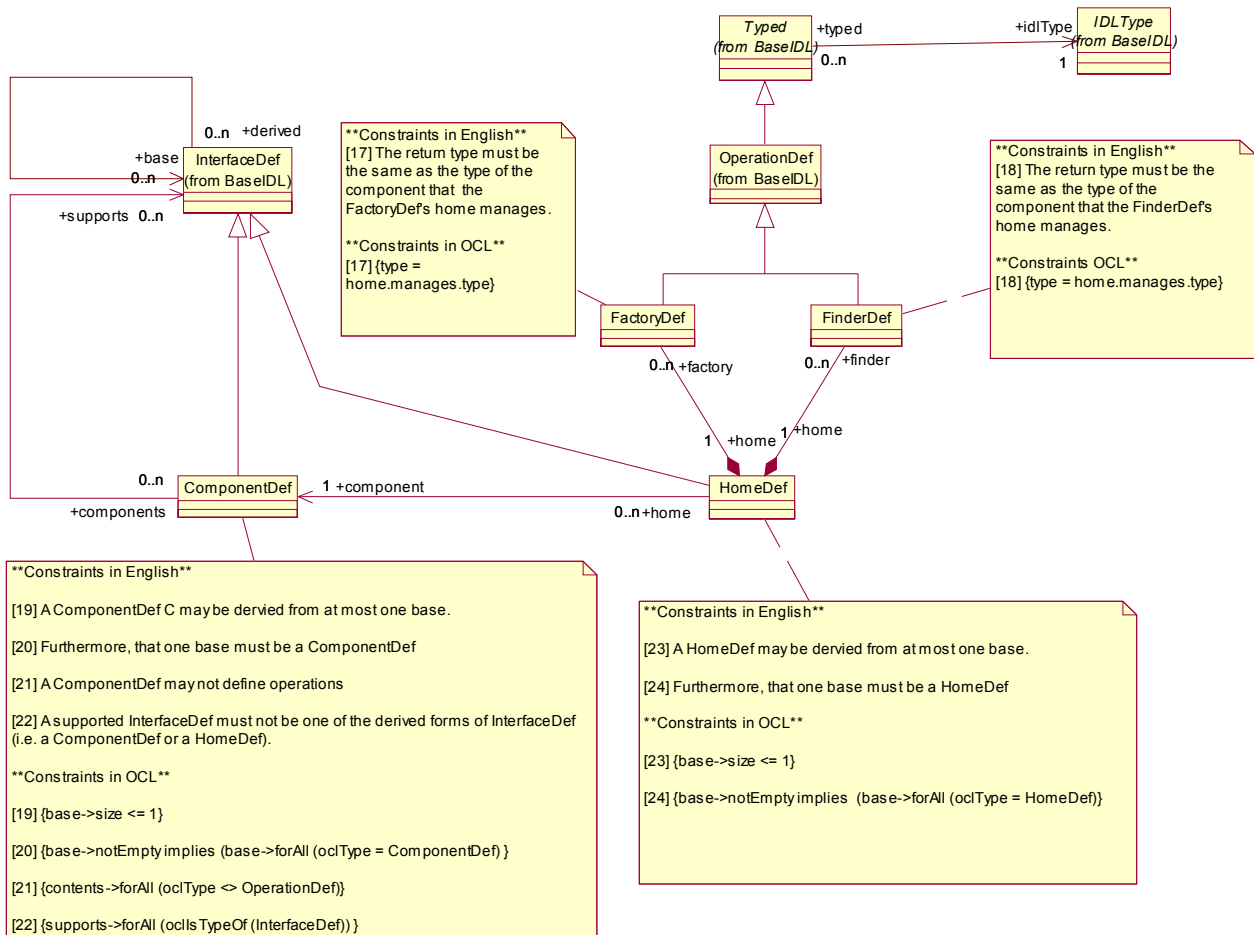 Typed
(from BaseIDL)
+typed
0..n
+idlType
1
IDLType
(from BaseIDL)
0..n +derived
+base
0..n
InterfaceDef
(from BaseIDL)
+supports 0..n
**Constraints in English**
[17] The return type must be
the same as the type of the
component that the
FactoryDef's home manages.
**Constraints in OCL**
[17] {type =
home.manages.type}
OperationDef
(from BaseIDL)
**Constraints in English**
[18] The return type must be the
same as the type of the
component that the FinderDef's
home manages.
**Constraints OCL**
[18] {type = home.manages.type}
FactoryDef
FinderDef
0..n +factory
0..n
+finder
1 +home
1 +home
0..n
+components
ComponentDef
1 +component
0..n +home
HomeDef
**Constraints in English**
[19] A ComponentDef C may be dervied from at most one base.
[20] Furthermore, that one base must be a ComponentDef
[21] A ComponentDef may not define operations
[22] A supported InterfaceDef must not be one of the derived forms of InterfaceDef
(i.e. a ComponentDef or a HomeDef).
**Constraints in OCL**
[19] {base->size <= 1}
[20] {base->notEmpty implies (base->forAll (oclType = ComponentDef) }
[21] {contents->forAll (oclType <> OperationDef)}
[22] {supports->forAll (oclIsTypeOf (InterfaceDef)) }
**Constraints in English**
[23] A HomeDef may be dervied from at most one base.
[24] Furthermore, that one base must be a HomeDef
**Constraints in OCL**
[23] {base->size <= 1}
[24] {base->notEmpty implies (base->forAll (oclType = HomeDef)}